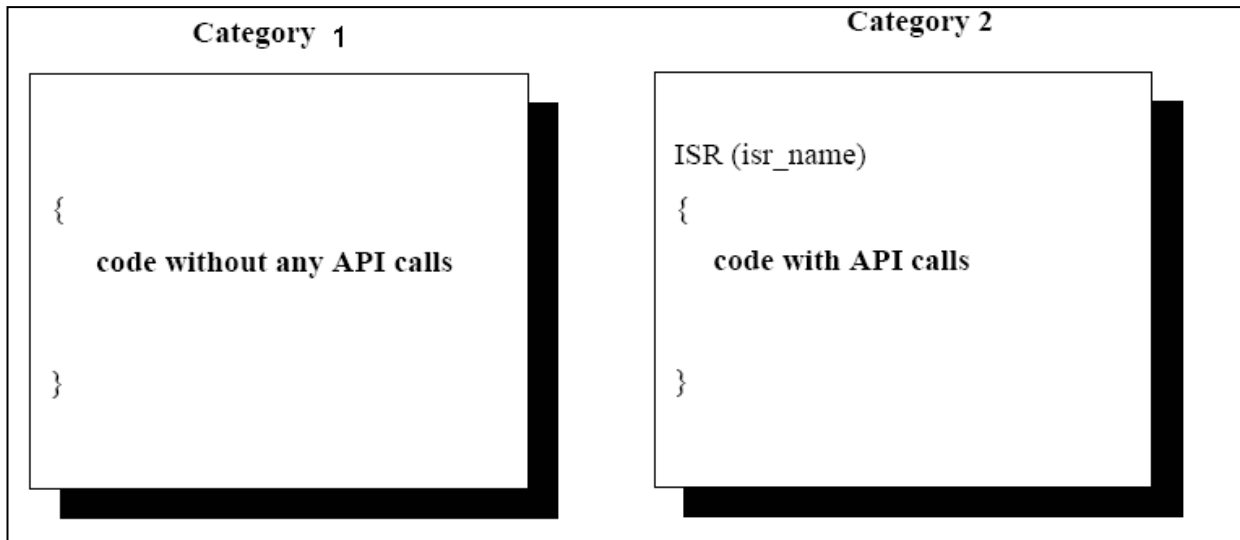 Category 1
{
code without any API calls
}
Category 2
ISR (isr_name)
{
code with API calls
}